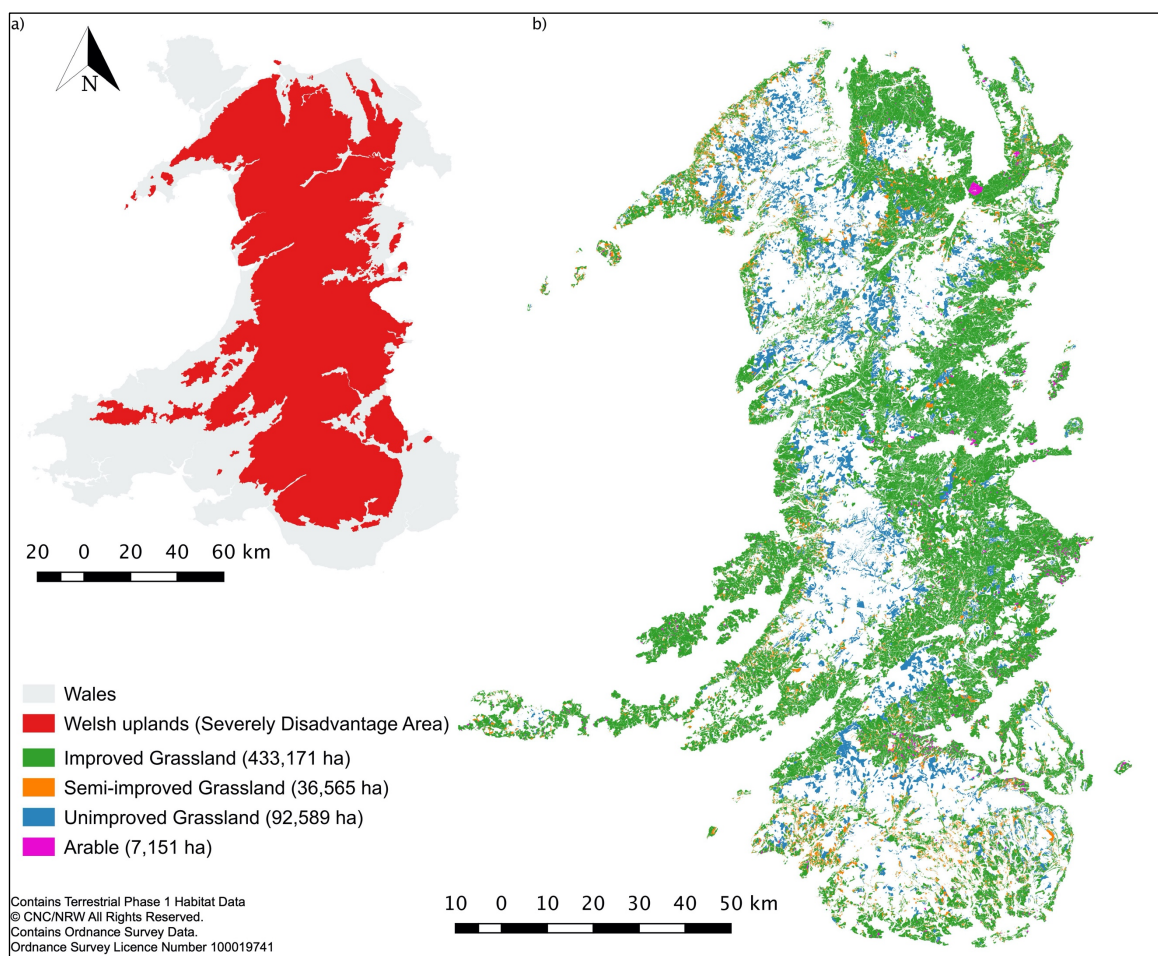 a)
N
20 0 20 40 60 km
Wales
Welsh uplands (Severely Disadvantage Area)
Improved Grassland (433,171 ha)
Semi-improved Grassland (36,565 ha)
Unimproved Grassland (92,589 ha)
Arable (7,151 ha)
Contains Terrestrial Phase 1 Habitat Data
© CNC/NRW All Rights Reserved.
Contains Ordnance Survey Data.
Ordnance Survey Licence Number 100019741
b)
10 0 10 20 30 40 50 km